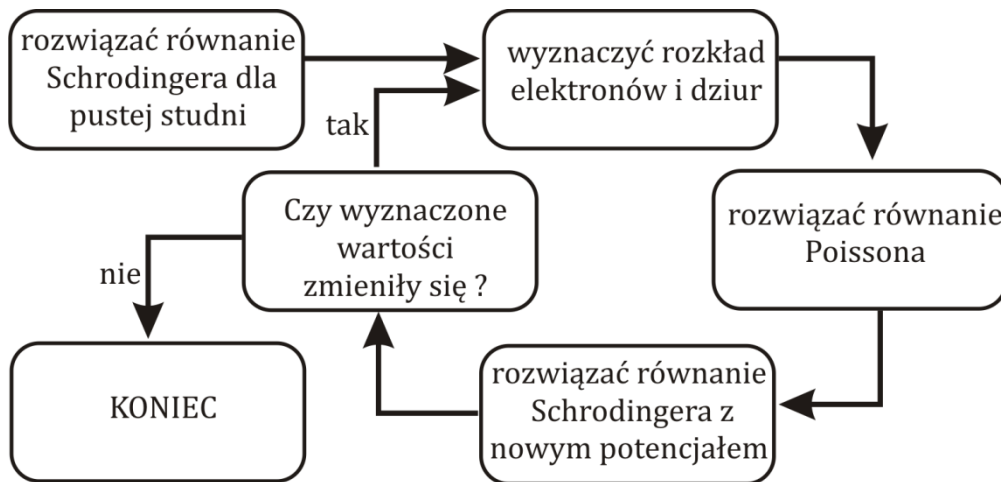 rozwiązać równanie
Schrodingera dla
pustej studni
wyznaczyć rozkład
elektronów i dziur
tak
Czy wyznaczone
wartości
zmieniły się ?
rozwiązać równanie
Poissona
nie
KONIEC
rozwiązać równanie
Schrodingera z
nowym potencjałem